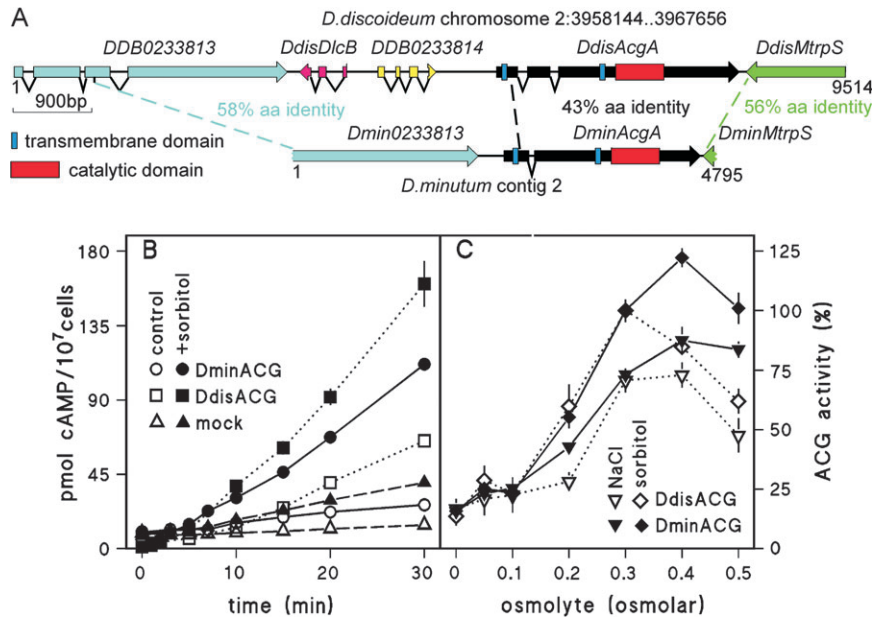 A
D.discoideum chromosome 2:3958144..3967656
DDB0233813 DdisDlcB DDB0233814 DdisAcgA DdisMtrpS
1 9514
900bp 58% aa identity 43% aa identity 56% aa identity
Dmin0233813 DminAcgA DminMtrpS
transmembrane domain
catalytic domain
1 4795
D.minutum contig 2
B
control
+sorbitol
DminACG
DdisACG
mock
180
135
90
45
0
pmol cAMP/10⁷cells
0 10 20 30
time (min)
C
NaCl
sorbitol
DdisACG
DminACG
125
100
75
50
25
0
ACG activity (%)
0 0.1 0.2 0.3 0.4 0.5
osmolyte (osmolar)